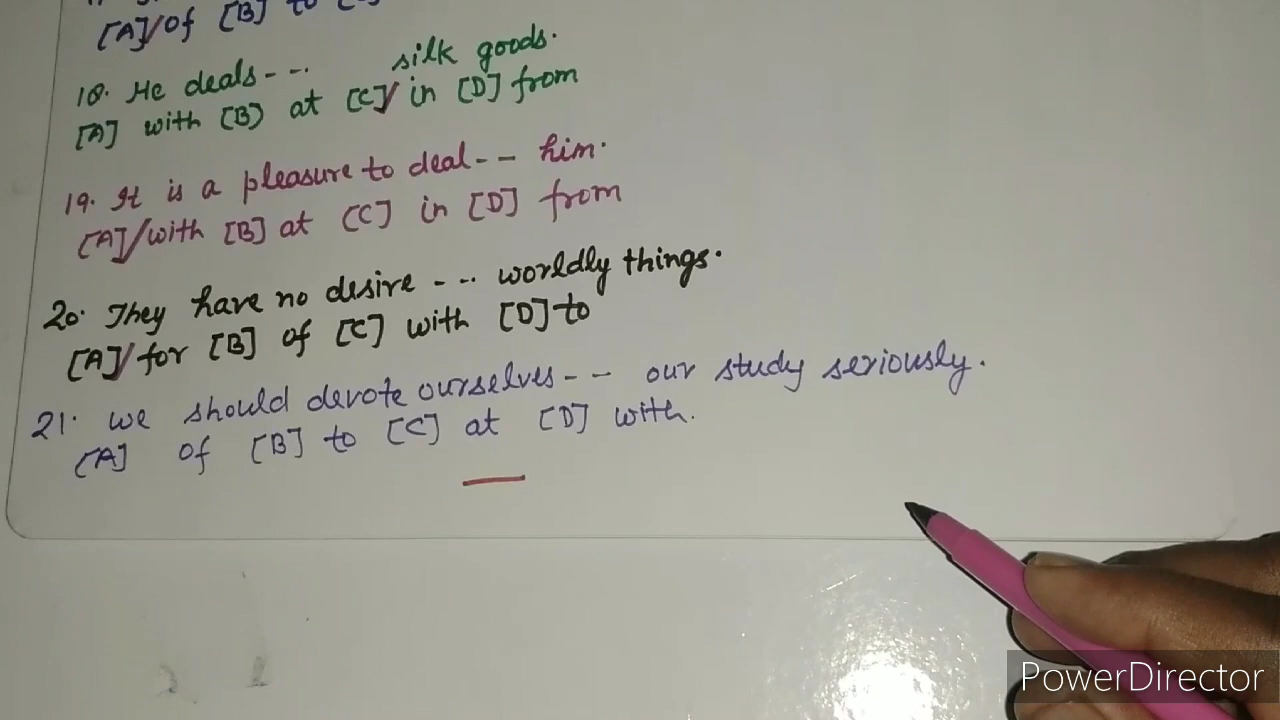 [A]/of [B] to
18. He deals--- silk goods.
[A] with [B] at [C]/ in [D] from
19. It is a pleasure to deal-- him.
[A]/with [B] at [C] in [D] from
20. They have no desire --- worldly things.
[A]/for [B] of [C] with [D] to
21. we should devote ourselves-- our study seriously.
[A] of [B] to [C] at [D] with.
PowerDirector